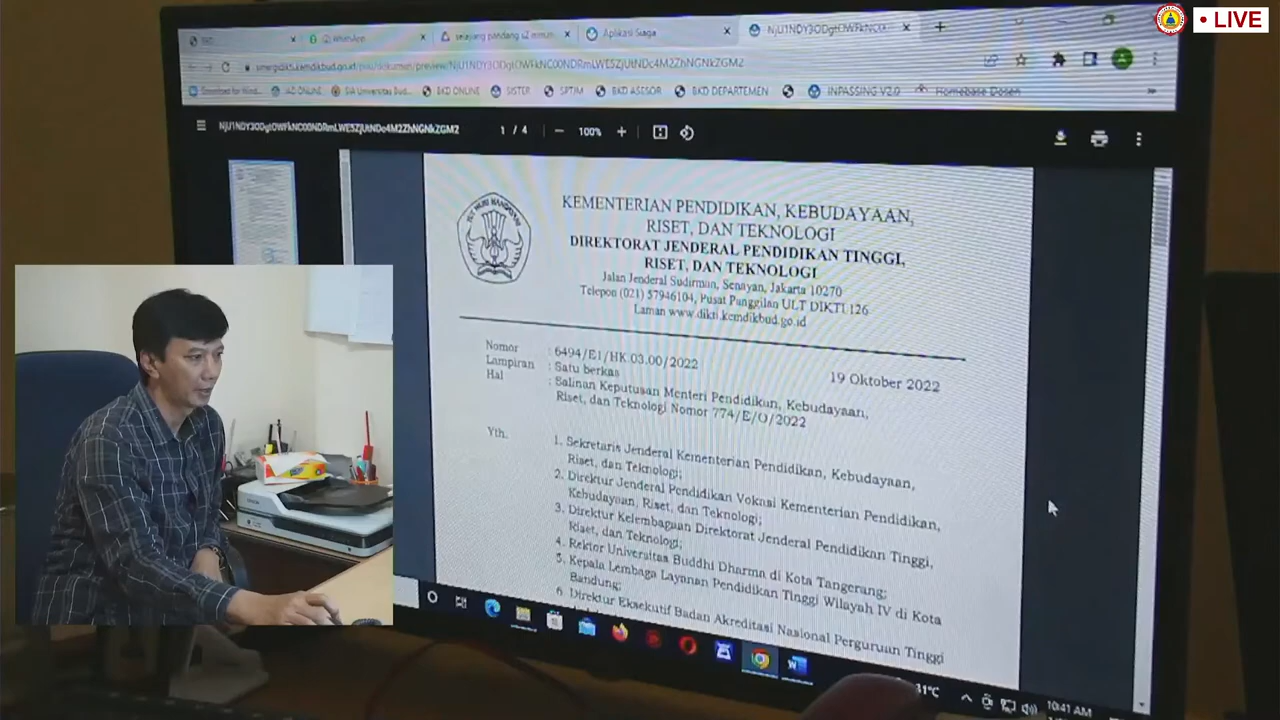 • LIVE
BKD
WhatsApp
Aplikasi Siaga
BKD ONLINE
SISTER
SPTJM
BKD ASESOR
BKD DEPARTEMEN
INPASSING V2.0
Homebase Dosen
1 / 4
100%
KEMENTERIAN PENDIDIKAN, KEBUDAYAAN,
RISET, DAN TEKNOLOGI
DIREKTORAT JENDERAL PENDIDIKAN TINGGI,
RISET, DAN TEKNOLOGI
Jalan Jenderal Sudirman, Senayan, Jakarta 10270
Telepon (021) 57946104, Pusat Panggilan ULT DIKTI 126
Laman www.dikti.kemdikbud.go.id
Nomor : 6494/E1/HK.03.00/2022 19 Oktober 2022
Lampiran : Satu berkas
Hal : Salinan Keputusan Menteri Pendidikan, Kebudayaan,
Riset, dan Teknologi Nomor 774/E/O/2022
Yth. 1. Sekretaris Jenderal Kementerian Pendidikan, Kebudayaan,
Riset, dan Teknologi;
2. Direktur Jenderal Pendidikan Vokasi Kementerian Pendidikan,
Kebudayaan, Riset, dan Teknologi;
3. Direktur Kelembagaan Direktorat Jenderal Pendidikan Tinggi,
Riset, dan Teknologi;
4. Rektor Universitas Buddhi Dharma di Kota Tangerang;
5. Kepala Lembaga Layanan Pendidikan Tinggi Wilayah IV di Kota
Bandung;
6. Direktur Eksekutif Badan Akreditasi Nasional Perguruan Tinggi
31°C
10:41 AM